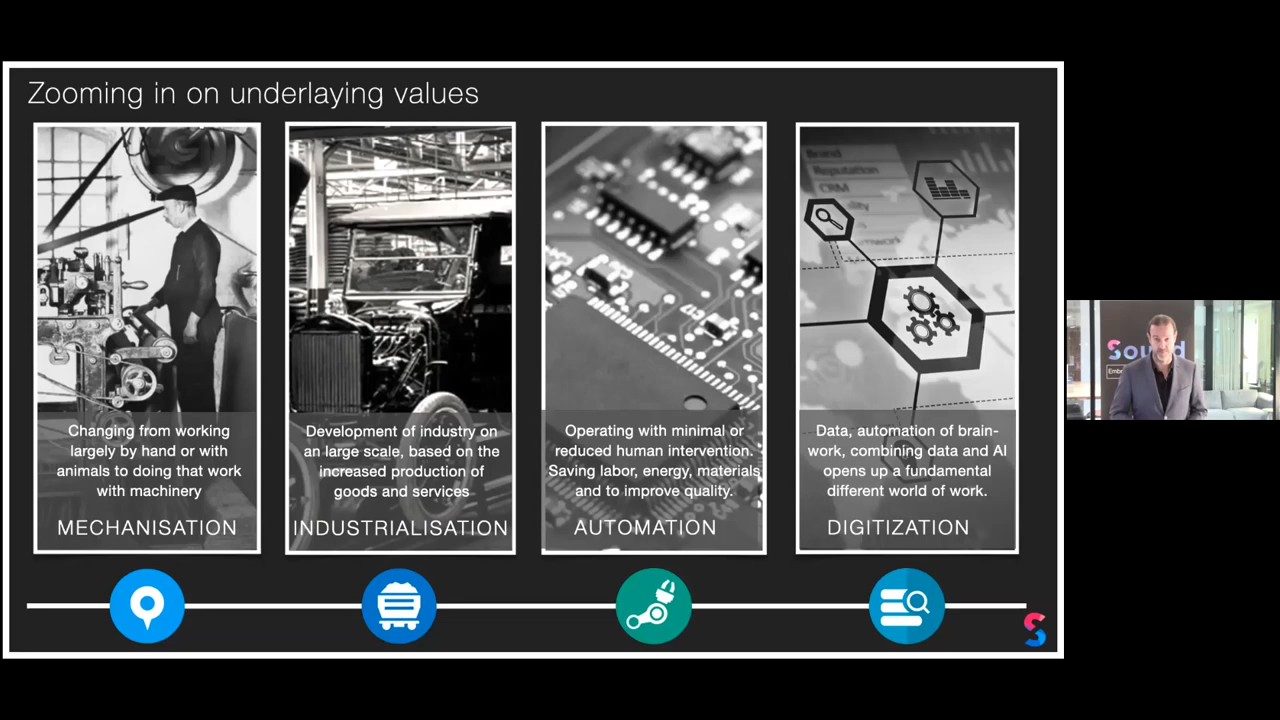 Zooming in on underlaying values
Changing from working
largely by hand or with
animals to doing that work
with machinery
MECHANISATION
Development of industry on
an large scale, based on the
increased production of
goods and services
INDUSTRIALISATION
Operating with minimal or
reduced human intervention.
Saving labor, energy, materials
and to improve quality.
AUTOMATION
Brand
Reputation
CRM
Data, automation of brain-
work, combining data and AI
opens up a fundamental
different world of work.
DIGITIZATION